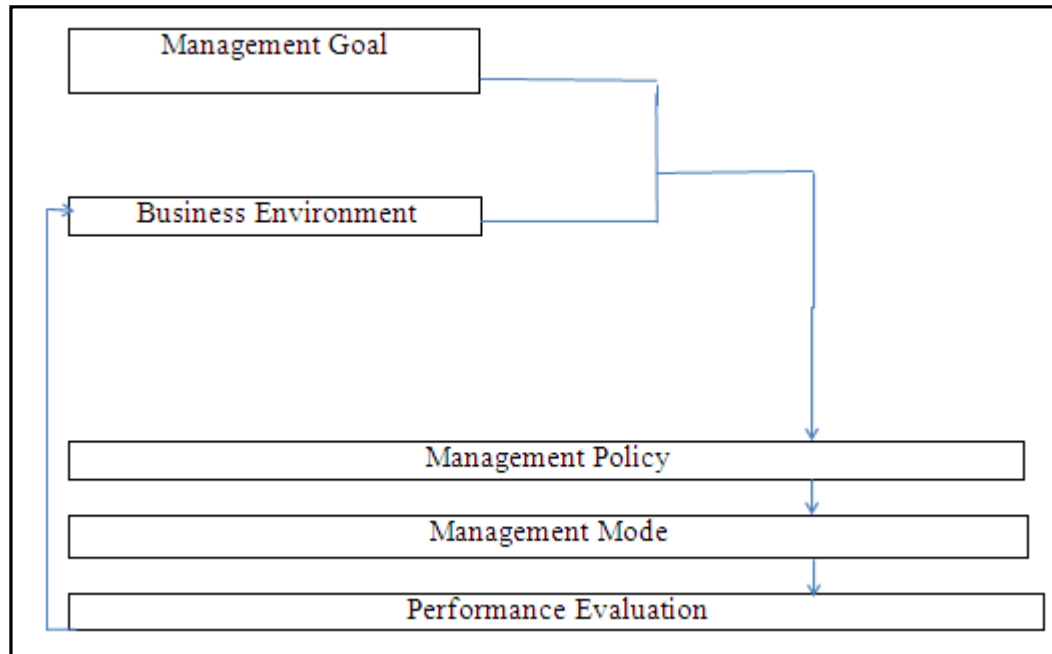 Management Goal
Business Environment
Management Policy
Management Mode
Performance Evaluation